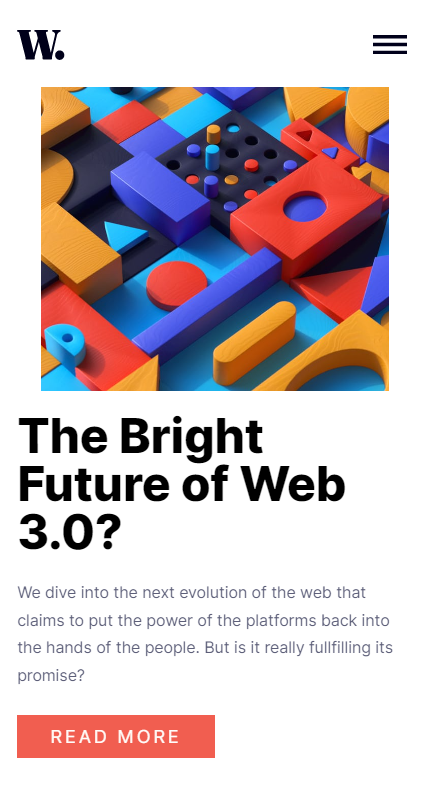 W.
The Bright
Future of Web
3.0?
We dive into the next evolution of the web that
claims to put the power of the platforms back into
the hands of the people. But is it really fullfilling its
promise?
READ MORE